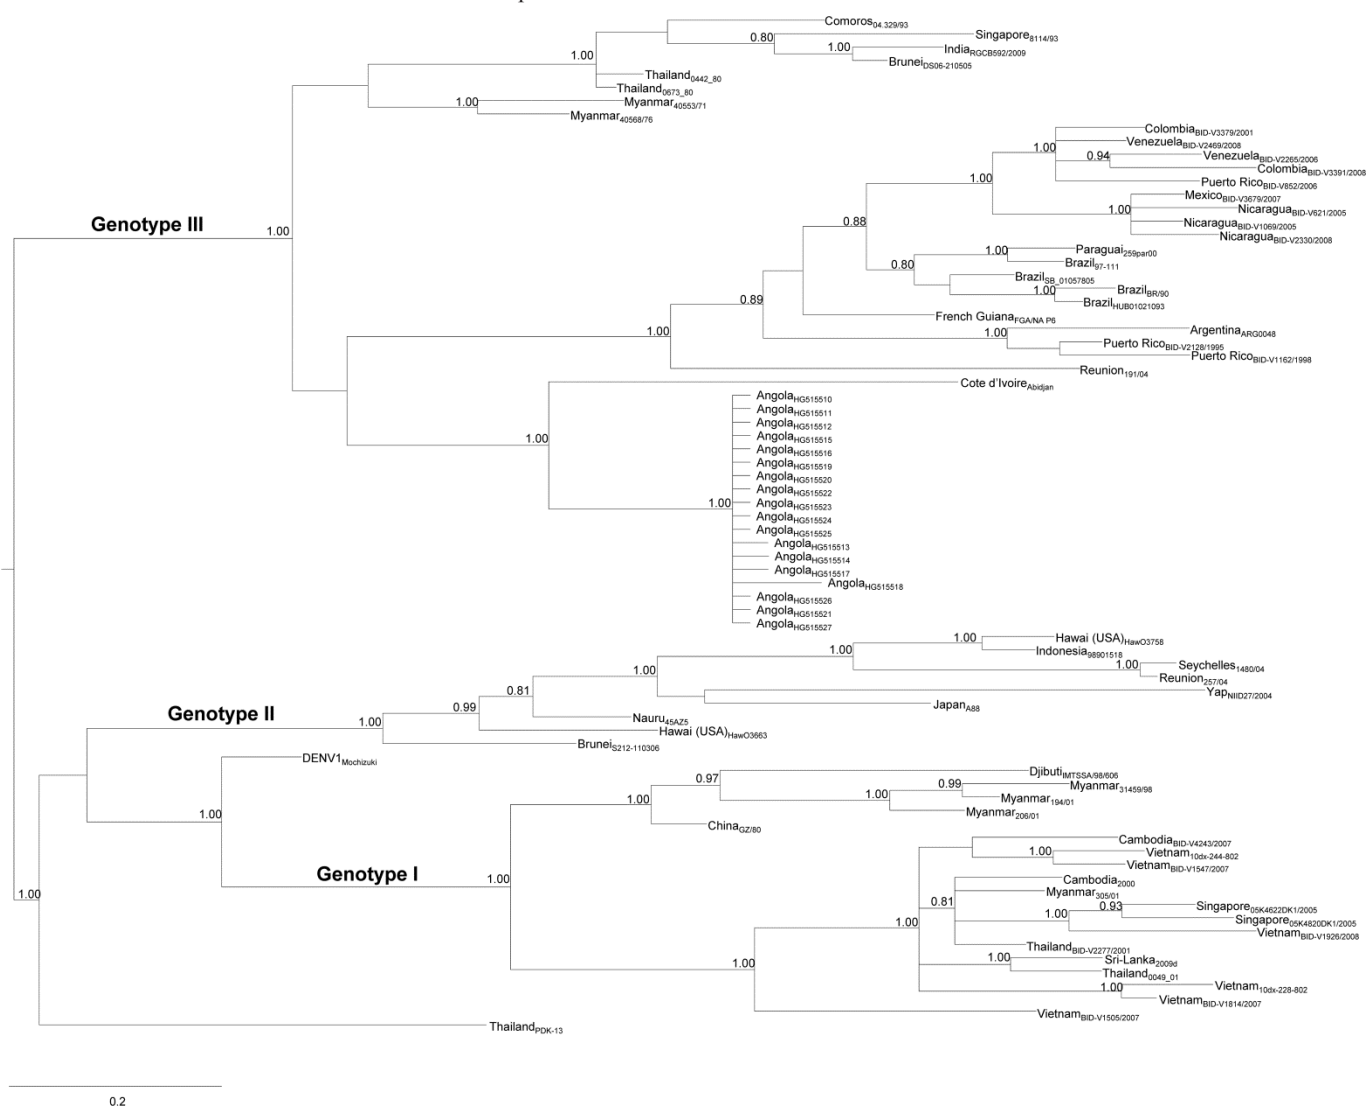 Comoros04.329/93
0.80
Singapore8114/93
1.00
1.00
IndiaRGCB592/2009
BruneiDS06-210505
Thailand0442_80
Thailand0673_80
1.00
Myanmar40553/71
Myanmar40568/76
ColombiaBID-V3379/2001
1.00
VenezuelaBID-V2469/2008
0.94
VenezuelaBID-V2265/2006
ColombiaBID-V3391/2008
1.00
Puerto RicoBID-V852/2006
MexicoBID-V3679/2007
1.00
NicaraguaBID-V621/2005
Genotype III
1.00
0.88
NicaraguaBID-V1069/2005
NicaraguaBID-V2330/2008
1.00
Paraguai259par00
0.80
Brazil97-111
BrazilSB_01057805
1.00
BrazilBR/90
0.89
BrazilHUB01021093
French GuianaFGA/NA P6
1.00
1.00
ArgentinaARG0048
Puerto RicoBID-V2128/1995
Puerto RicoBID-V1162/1998
Reunion191/04
Cote d'IvoireAbidjan
AngolaHG515510
AngolaHG515511
AngolaHG515512
1.00
AngolaHG515515
AngolaHG515516
AngolaHG515519
AngolaHG515520
AngolaHG515522
1.00
AngolaHG515523
AngolaHG515524
AngolaHG515525
AngolaHG515513
AngolaHG515514
AngolaHG515517
AngolaHG515518
AngolaHG515526
AngolaHG515521
AngolaHG515527
1.00
Hawai (USA)HawO3758
1.00
Indonesia98901518
1.00
1.00
Seychelles1480/04
Reunion257/04
0.81
YapNIID27/2004
0.99
JapanA88
Genotype II
1.00
Nauru45AZ5
Hawai (USA)HawO3663
BruneiS212-110306
DENV1Mochizuki
0.97
DjibutiIMTSSA/98/606
0.99
Myanmar31459/98
1.00
1.00
Myanmar194/01
Myanmar206/01
1.00
ChinaGZ/80
CambodiaBID-V4243/2007
1.00
Vietnam10dx-244-802
VietnamBID-V1547/2007
Genotype I
1.00
Cambodia2000
1.00
Myanmar305/01
0.81
0.93
Singapore05K4622DK1/2005
1.00
1.00
Singapore05K4820DK1/2005
VietnamBID-V1926/2008
ThailandBID-V2277/2001
1.00
1.00
Sri-Lanka2009d
Thailand0049_01
1.00
Vietnam10dx-228-802
VietnamBID-V1814/2007
VietnamBID-V1505/2007
ThailandPDK-13
0.2